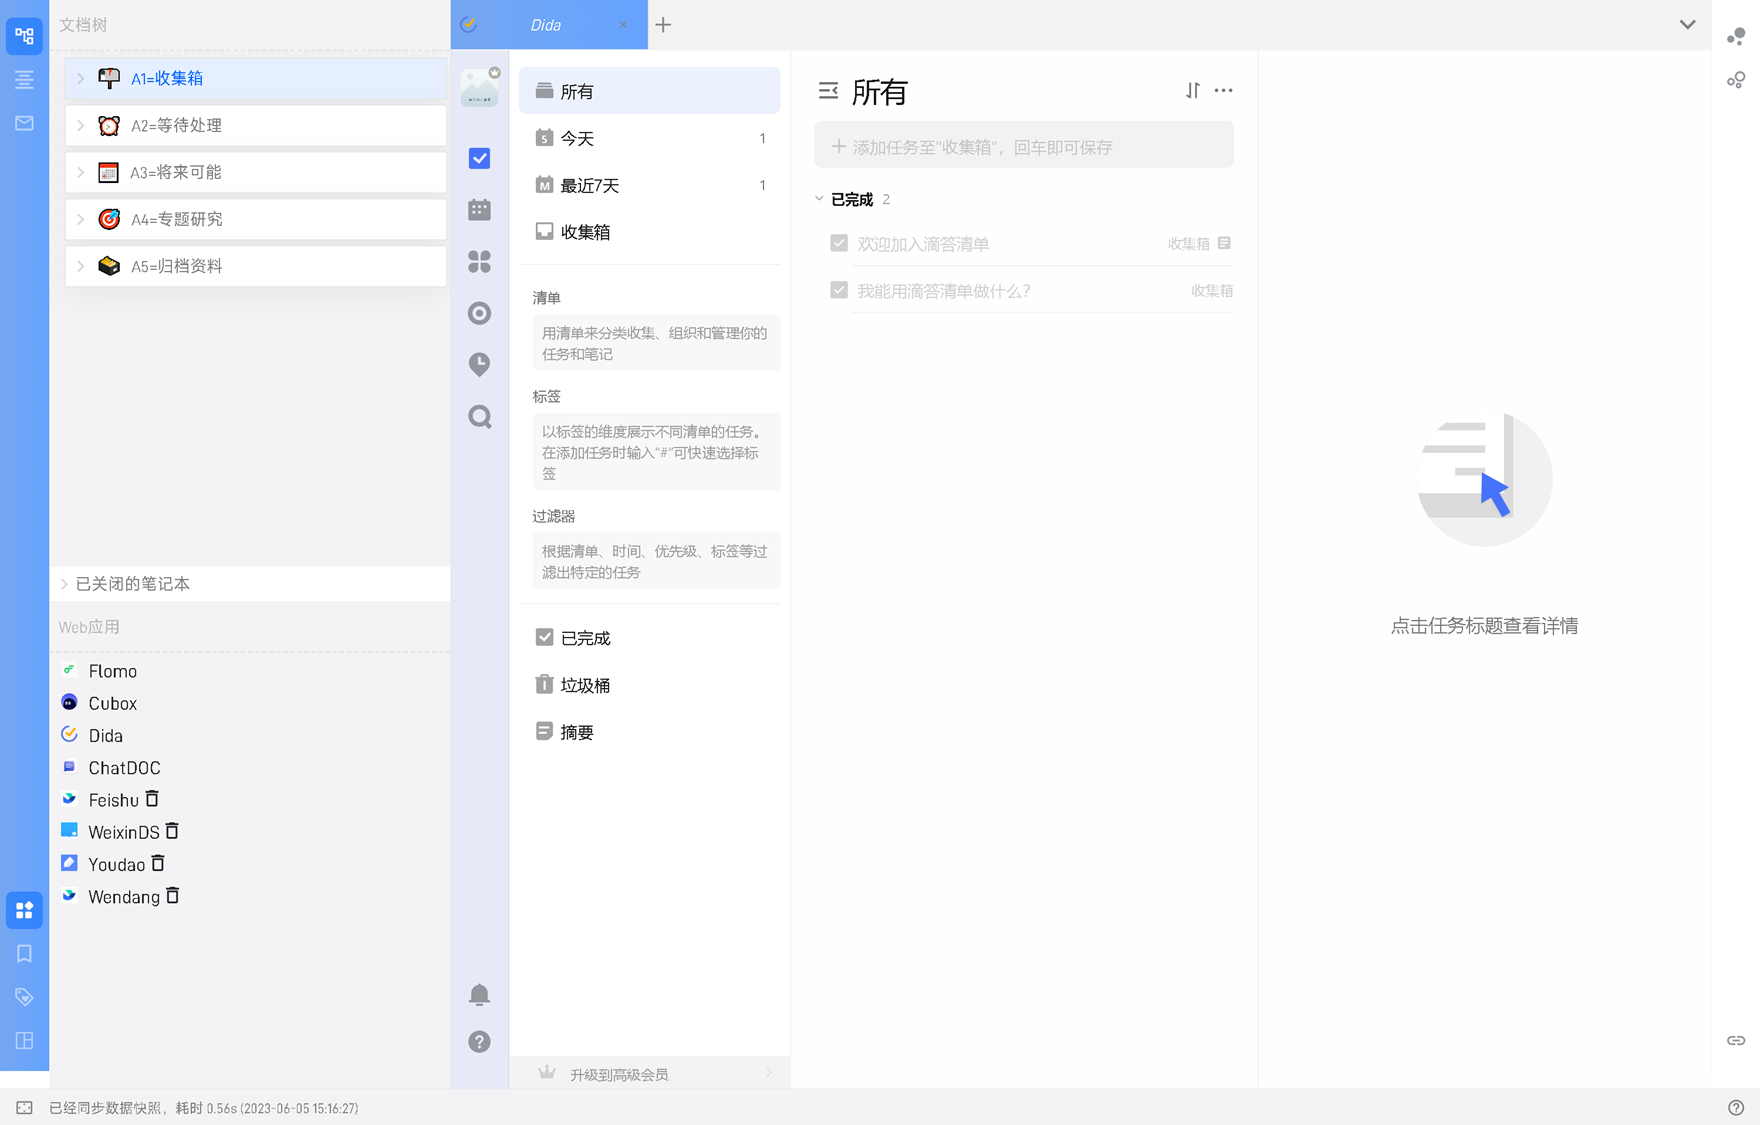 文档树
A1=收集箱
A2=等待处理
A3=将来可能
A4=专题研究
A5=归档资料
已关闭的笔记本
Web应用
Flomo
Cubox
Dida
ChatDOC
Feishu
WeixinDS
Youdao
Wendang
Dida
所有
5 今天 1
M 最近7天 1
收集箱
清单
用清单来分类收集、组织和管理你的
任务和笔记
标签
以标签的维度展示不同清单的任务。
在添加任务时输入"#"可快速选择标
签
过滤器
根据清单、时间、优先级、标签等过
滤出特定的任务
已完成
垃圾桶
摘要
升级到高级会员
所有
添加任务至"收集箱", 回车即可保存
已完成 2
欢迎加入滴答清单 收集箱
我能用滴答清单做什么? 收集箱
点击任务标题查看详情
已经同步数据快照，耗时 0.56s (2023-06-05 15:16:27)